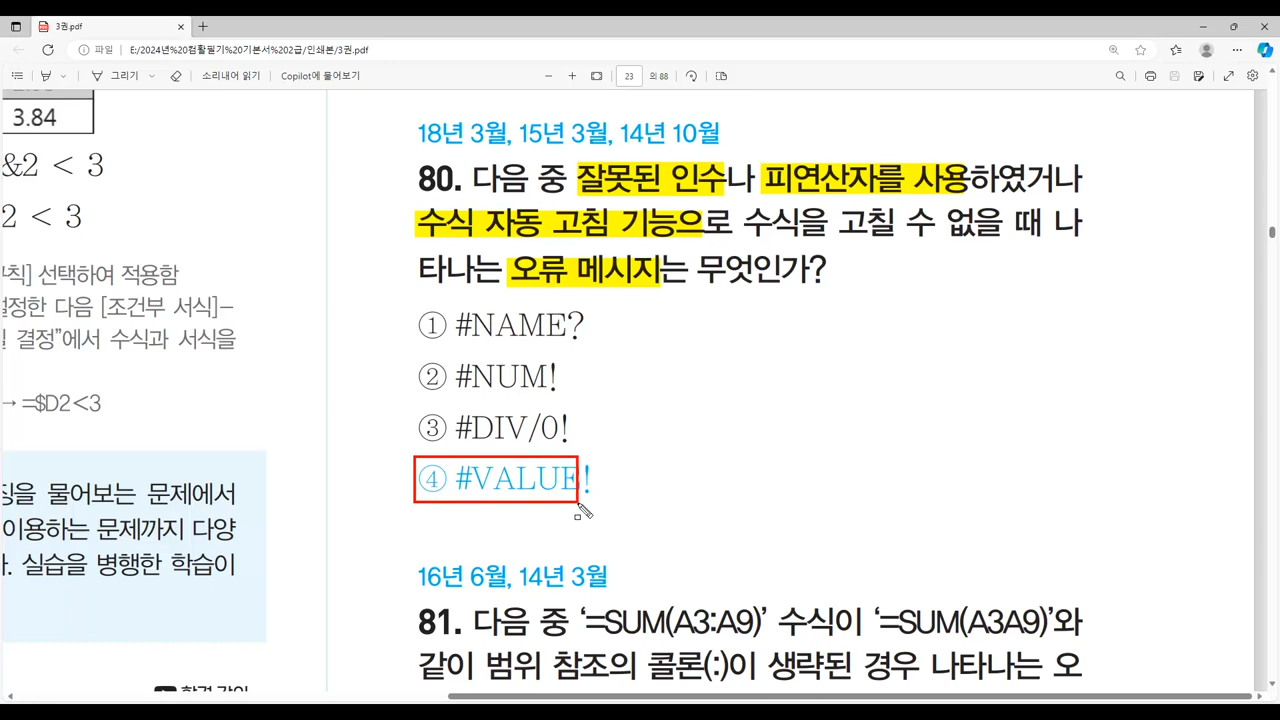 3권.pdf
파일 E:/2024년%20컴활필기%20기본서%202급/인쇄본/3권.pdf
그리기 소리내어 읽기 Copilot에 물어보기 23 의 88
3.84
&2 < 3
2 < 3
칙] 선택하여 적용함
설정한 다음 [조건부 서식]-
결정”에서 수식과 서식을
→ =$D2<3
을 물어보는 문제에서
이용하는 문제까지 다양
. 실습을 병행한 학습이
18년 3월, 15년 3월, 14년 10월
80. 다음 중 잘못된 인수나 피연산자를 사용하였거나
수식 자동 고침 기능으로 수식을 고칠 수 없을 때 나
타나는 오류 메시지는 무엇인가?
① #NAME?
② #NUM!
③ #DIV/0!
④ #VALUE!
16년 6월, 14년 3월
81. 다음 중 ‘=SUM(A3:A9)’ 수식이 ‘=SUM(A3A9)’와
같이 범위 참조의 콜론(:)이 생략된 경우 나타나는 오